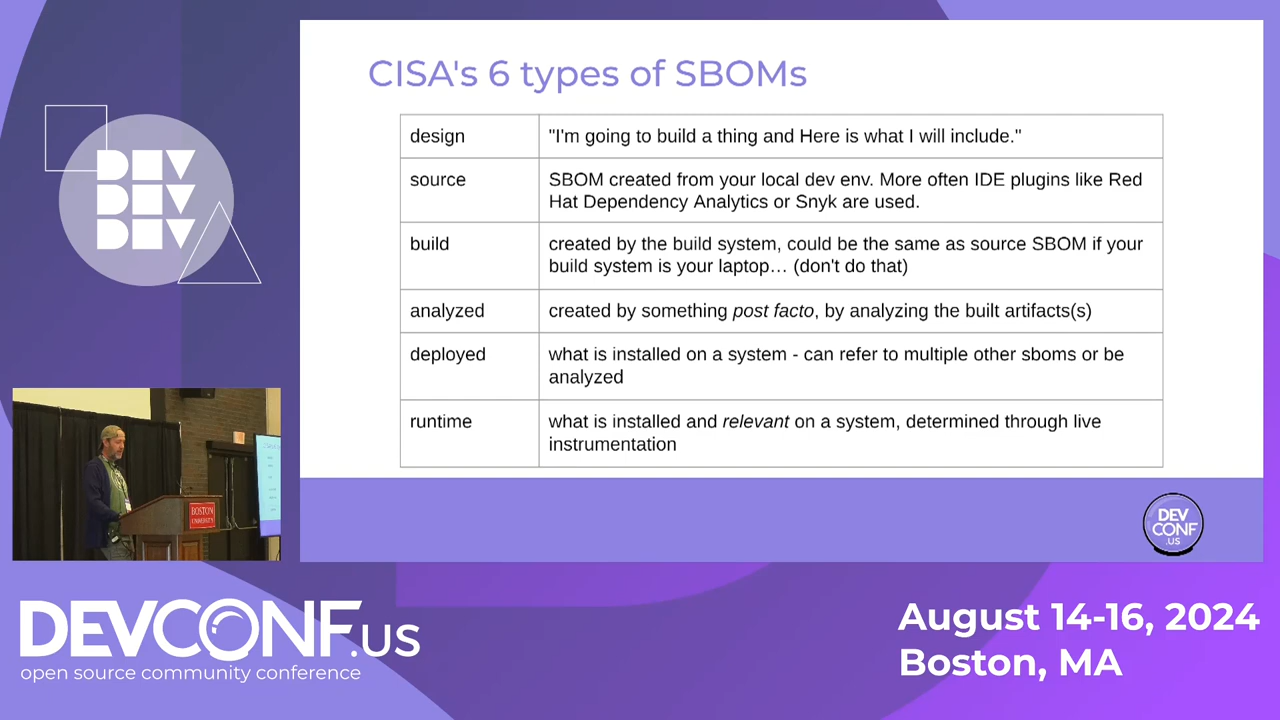 CISA's 6 types of SBOMs
design
"I'm going to build a thing and Here is what I will include."
source
SBOM created from your local dev env. More often IDE plugins like Red
Hat Dependency Analytics or Snyk are used.
build
created by the build system, could be the same as source SBOM if your
build system is your laptop… (don't do that)
analyzed
created by something post facto, by analyzing the built artifacts(s)
deployed
what is installed on a system - can refer to multiple other sboms or be
analyzed
runtime
what is installed and relevant on a system, determined through live
instrumentation
DEV
DEV
DEV
BOSTON
UNIVERSITY
DEV
CONF
.US
DEVCONF.US
open source community conference
August 14-16, 2024
Boston, MA